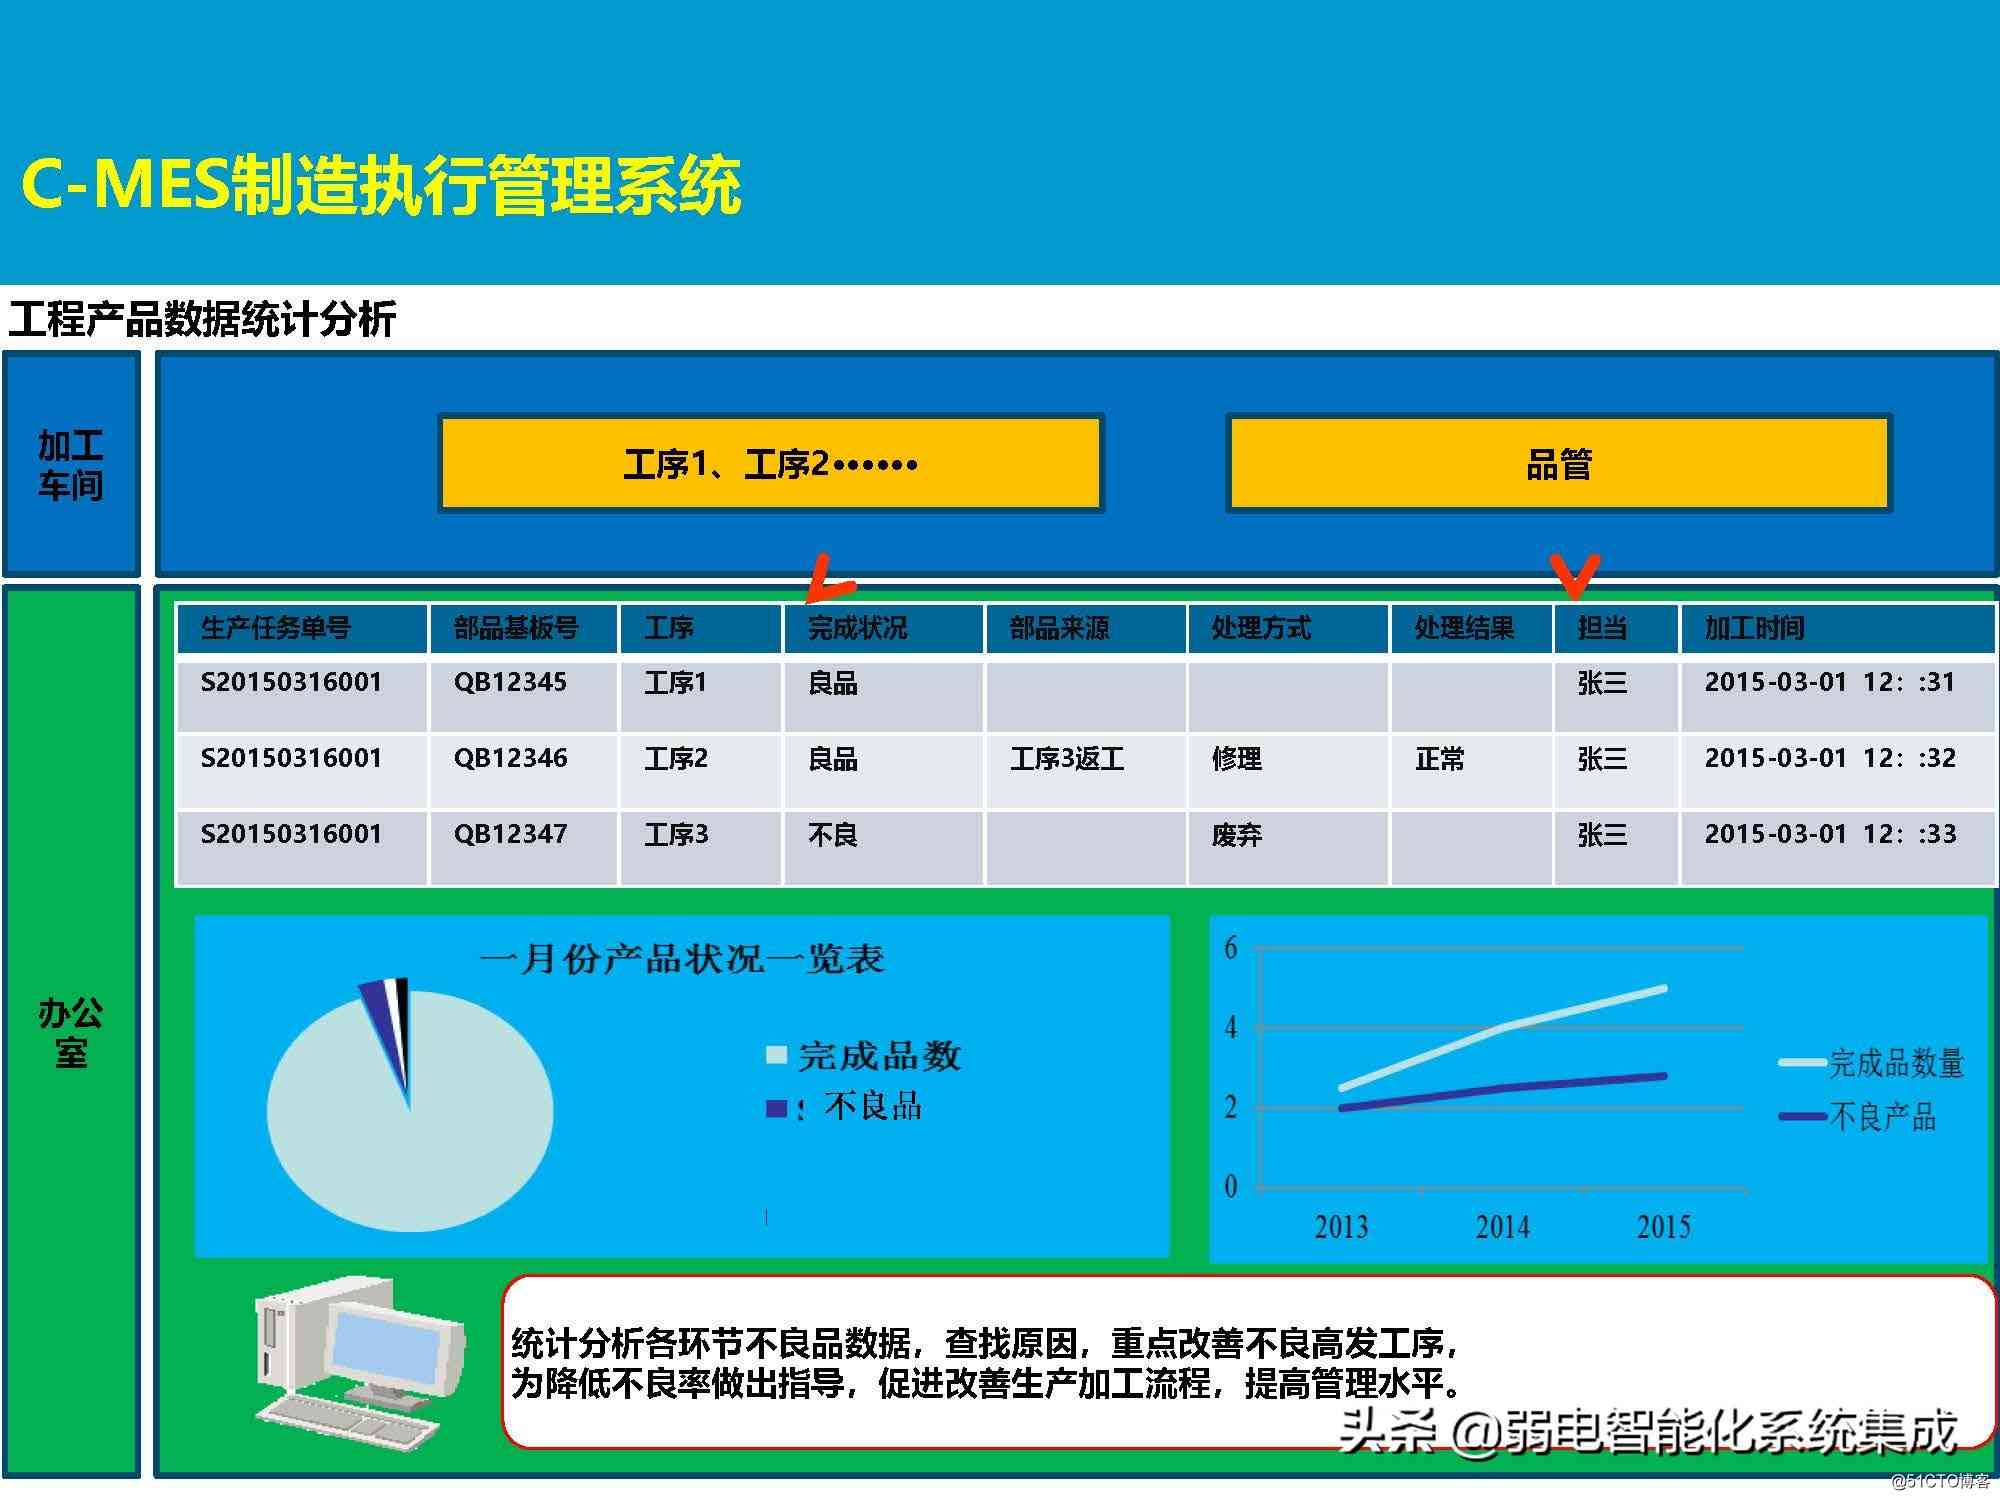 C-MES制造执行管理系统
工程产品数据统计分析
加工
车间
工序1、工序2••••••
品管
生产任务单号 部品基板号 工序 完成状况 部品来源 处理方式 处理结果 担当 加工时间
S20150316001 QB12345 工序1 良品 张三 2015-03-01 12：:31
S20150316001 QB12346 工序2 良品 工序3返工 修理 正常 张三 2015-03-01 12：:32
S20150316001 QB12347 工序3 不良 废弃 张三 2015-03-01 12：:33
办公
室
一月份产品状况一览表
完成品数
不良品
6
4
2
0
2013 2014 2015
完成品数量
不良产品
统计分析各环节不良品数据，查找原因，重点改善不良高发工序，
为降低不良率做出指导，促进改善生产加工流程，提高管理水平。
头条 @弱电智能化系统集成
@51CTO博客